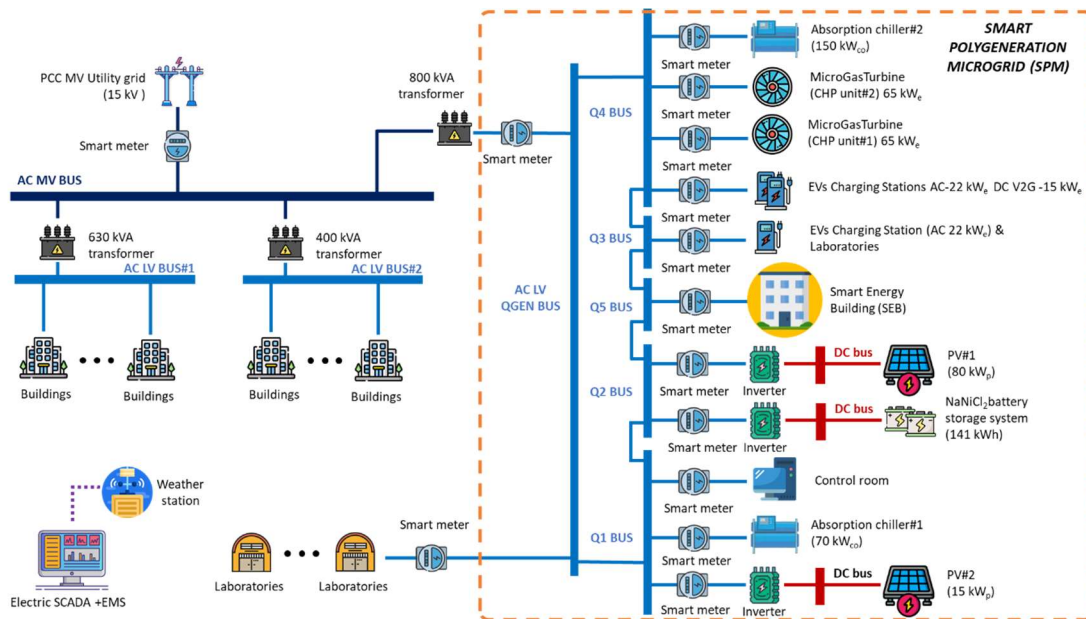 SMART
POLYGENERATION
MICROGRID (SPM)
PCC MV Utility grid
(15 kV )
Smart meter
AC MV BUS
800 kVA
transformer
Smart meter
630 kVA
transformer
400 kVA
transformer
AC LV BUS#1
AC LV BUS#2
Buildings
Buildings
Buildings
Buildings
Weather
station
Electric SCADA +EMS
Laboratories
Laboratories
Smart meter
AC LV
QGEN BUS
Q4 BUS
Q3 BUS
Q5 BUS
Q2 BUS
Q1 BUS
Smart meter
Absorption chiller#2
(150 kWco)
Smart meter
MicroGasTurbine
(CHP unit#2) 65 kWe
Smart meter
MicroGasTurbine
(CHP unit#1) 65 kWe
Smart meter
EVs Charging Stations AC-22 kWe DC V2G -15 kWe
Smart meter
EVs Charging Station (AC 22 kWe) &
Laboratories
Smart meter
Smart Energy
Building (SEB)
Smart meter
Inverter
DC bus
PV#1
(80 kWp)
Smart meter
Inverter
DC bus
NaNiCl2battery
storage system
(141 kWh)
Smart meter
Control room
Smart meter
Absorption chiller#1
(70 kWco)
Smart meter
Inverter
DC bus
PV#2
(15 kWp)